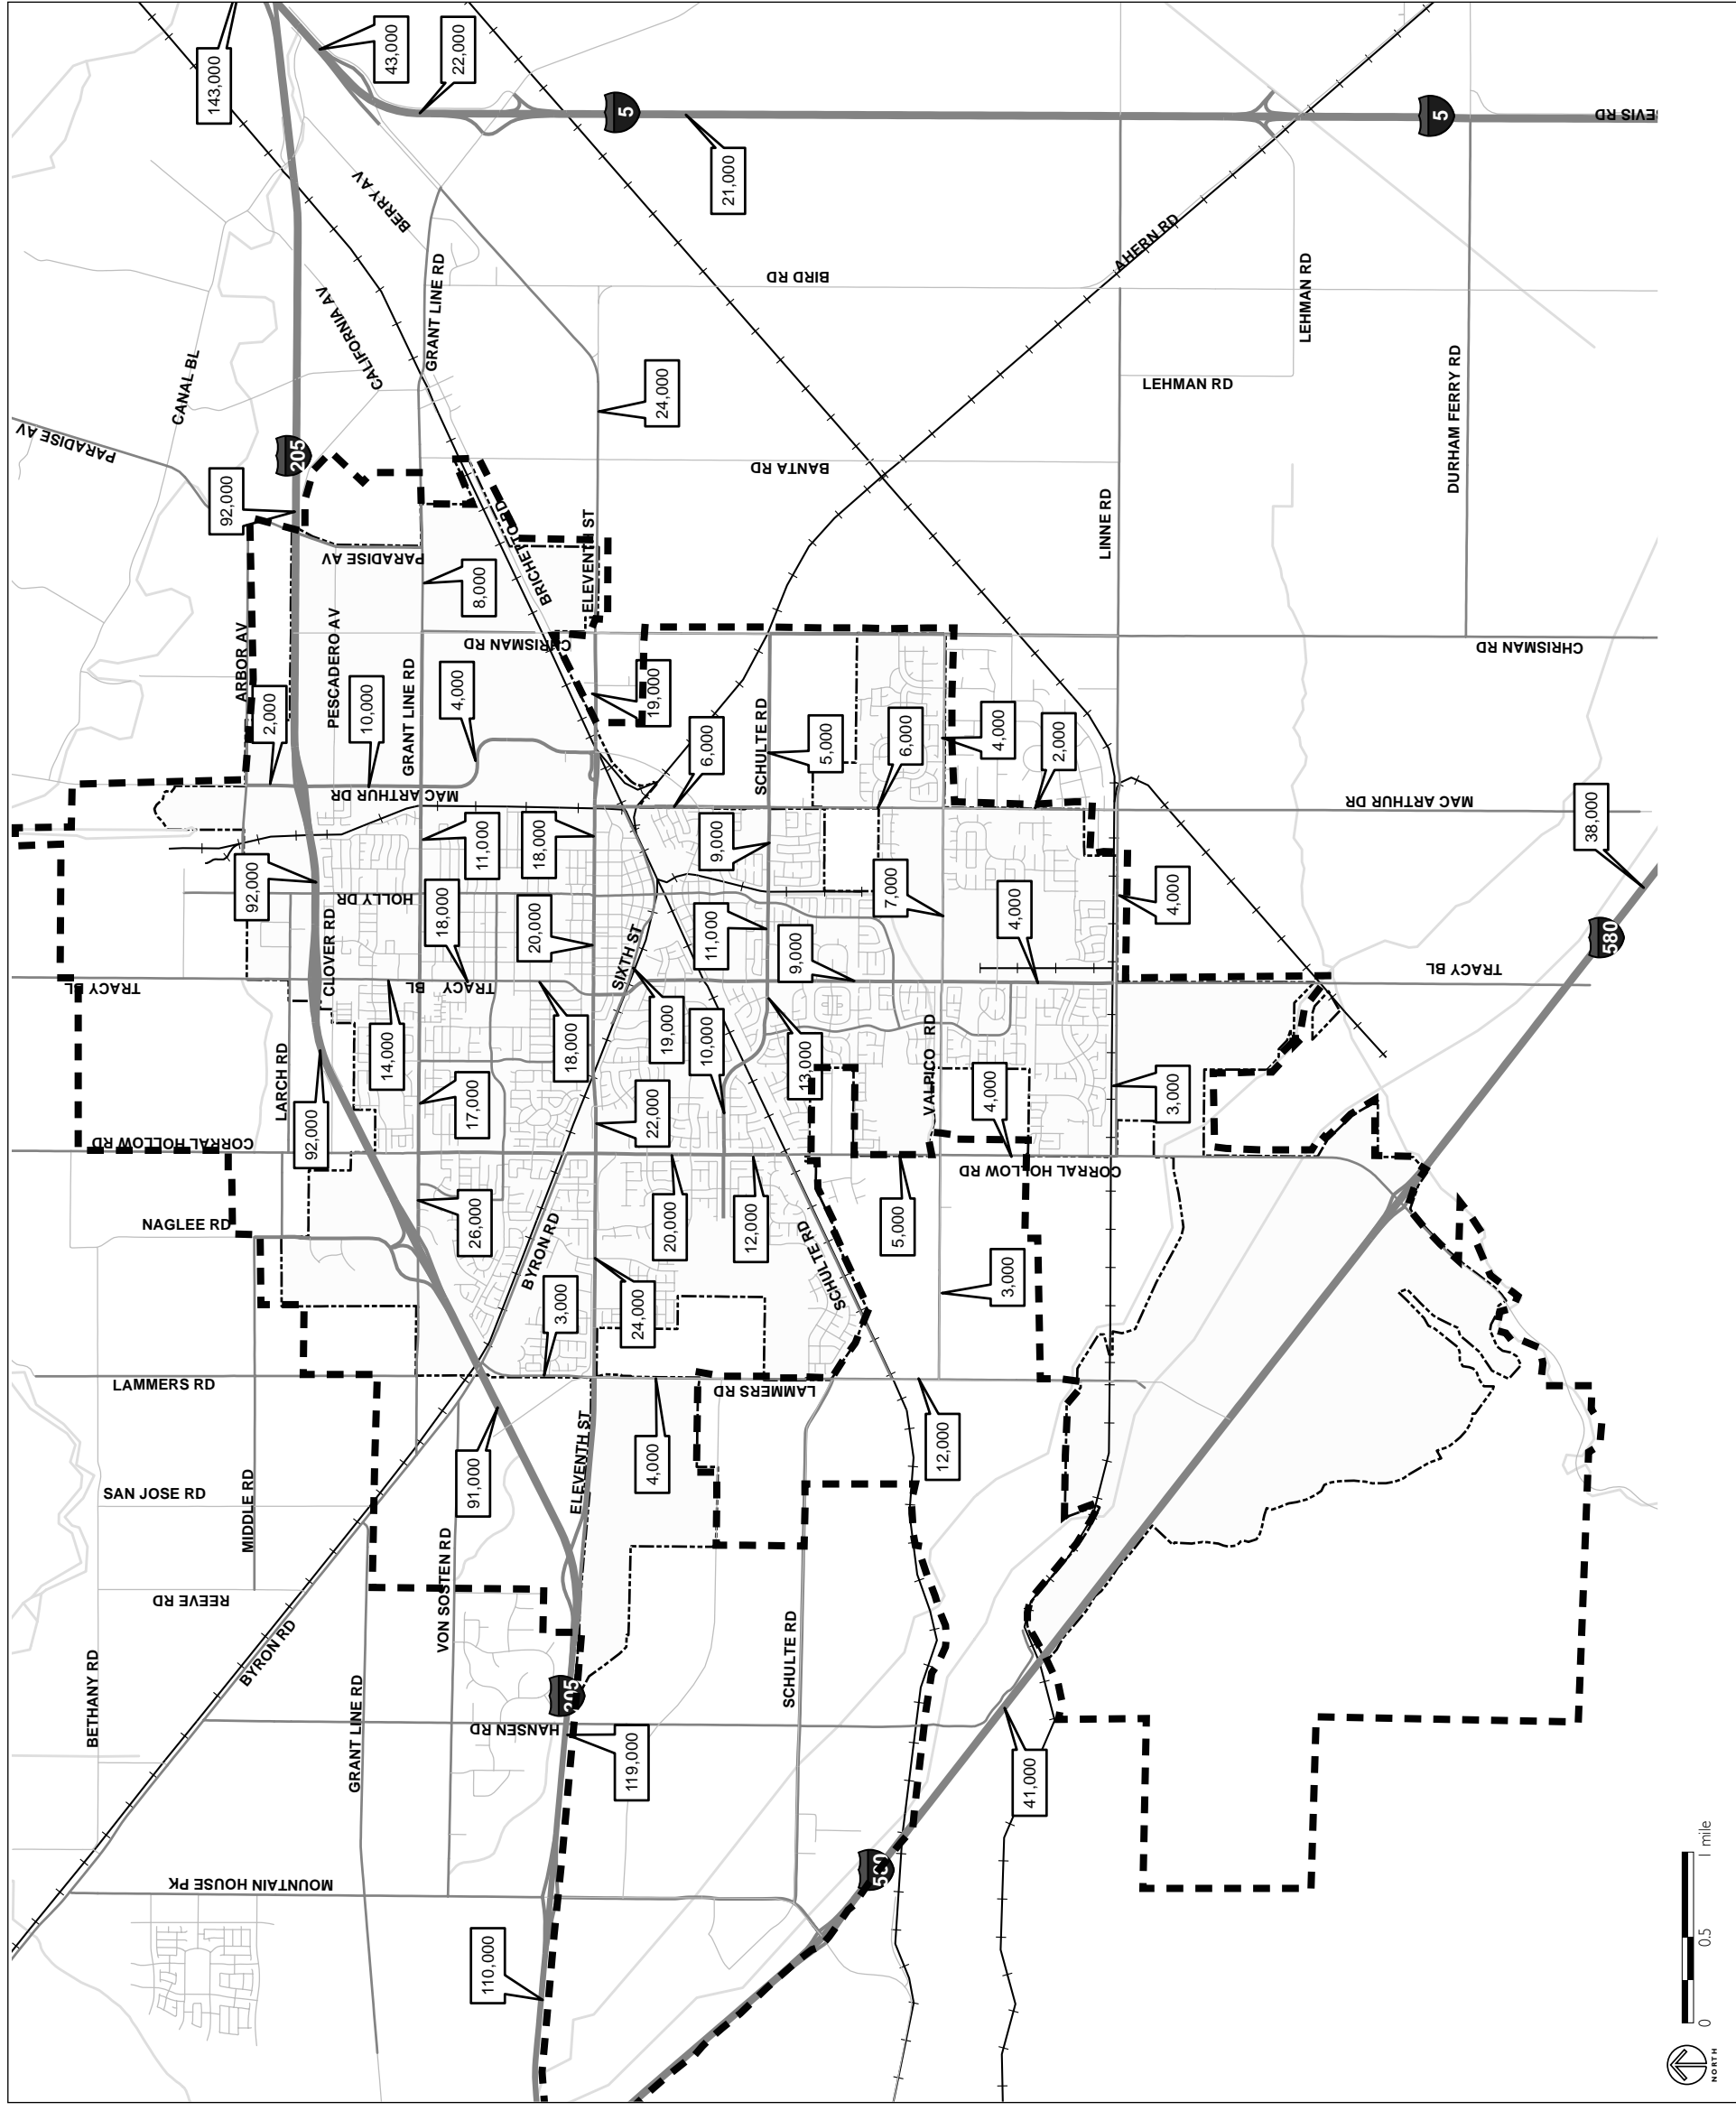 143,000
43,000
22,000
5
21,000
5
EVIS RD
BERRY AV
CALIFORNIA AV
GRANT LINE RD
BIRD RD
AHERN RD
LEHMAN RD
LEHMAN RD
DURHAM FERRY RD
CANAL BL
PARADISE AV
205
92,000
24,000
BANTA RD
LINNE RD
PARADISE AV
8,000
BRICHETTO RD
ELEVENTH ST
ARBOR AV
PESCADERO AV
CHRISMAN RD
CHRISMAN RD
2,000
10,000
GRANT LINE RD
4,000
19,000
6,000
SCHULTE RD
5,000
6,000
4,000
2,000
MAC ARTHUR DR
MAC ARTHUR DR
38,000
92,000
11,000
18,000
9,000
7,000
4,000
4,000
HOLLY DR
CLOVER RD
18,000
20,000
SIXTH ST
11,000
9,000
580
TRACY BL
TRACY BL
TRACY BL
LARCH RD
14,000
18,000
19,000
10,000
13,000
VALPICO RD
4,000
3,000
17,000
22,000
92,000
CORRAL HOLLOW RD
CORRAL HOLLOW RD
NAGLEE RD
26,000
BYRON RD
20,000
12,000
SCHULTE RD
5,000
3,000
3,000
24,000
LAMMERS RD
LAMMERS RD
91,000
ELEVENTH ST
4,000
12,000
SAN JOSE RD
MIDDLE RD
REEVE RD
VON SOSTEN RD
BYRON RD
BETHANY RD
GRANT LINE RD
SCHULTE RD
205
HANSEN RD
119,000
41,000
580
MOUNTAIN HOUSE PK
110,000
0 0.5 1 mile
NORTH